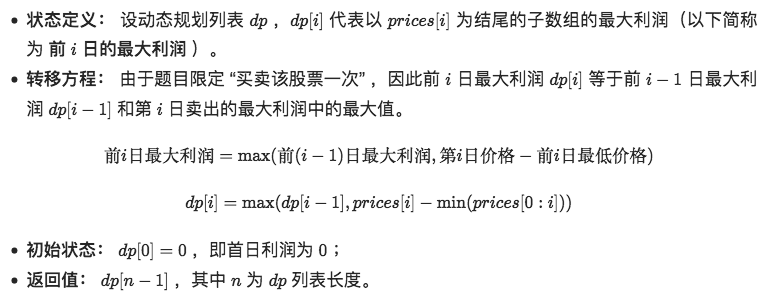 • 状态定义： 设动态规划列表 dp ，dp[i] 代表以 prices[i] 为结尾的子数组的最大利润（以下简称
为 前 i 日的最大利润 ）。
• 转移方程： 由于题目限定 “买卖该股票一次” ，因此前 i 日最大利润 dp[i] 等于前 i − 1 日最大利
润 dp[i − 1] 和第 i 日卖出的最大利润中的最大值。
前i日最大利润 = max(前(i − 1)日最大利润, 第i日价格 − 前i日最低价格)
dp[i] = max(dp[i − 1], prices[i] − min(prices[0 : i]))
• 初始状态： dp[0] = 0 ，即首日利润为 0 ；
• 返回值： dp[n − 1] ，其中 n 为 dp 列表长度。